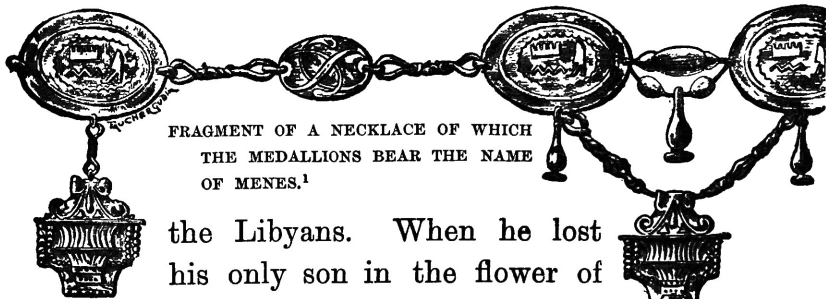 FRAGMENT OF A NECKLACE OF WHICH
THE MEDALLIONS BEAR THE NAME
OF MENES.¹
the Libyans. When he lost
his only son in the flower of